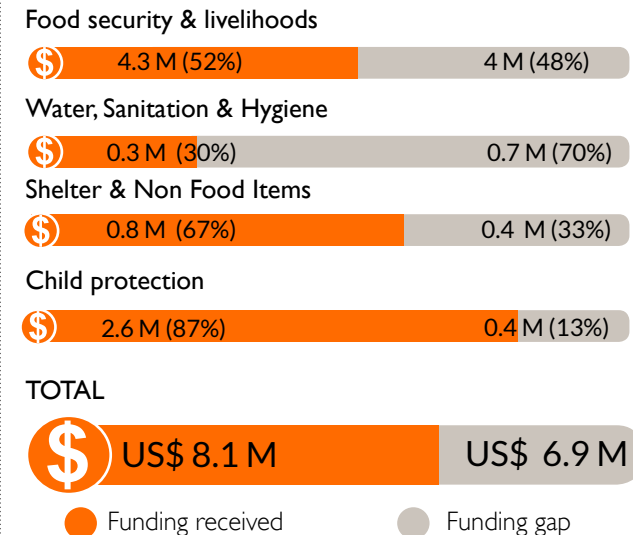 Food security & livelihoods
$ 4.3 M (52%) 4 M (48%)
Water, Sanitation & Hygiene
$ 0.3 M (30%) 0.7 M (70%)
Shelter & Non Food Items
$ 0.8 M (67%) 0.4 M (33%)
Child protection
$ 2.6 M (87%) 0.4 M (13%)
TOTAL
$ US$ 8.1 M US$ 6.9 M
Funding received Funding gap